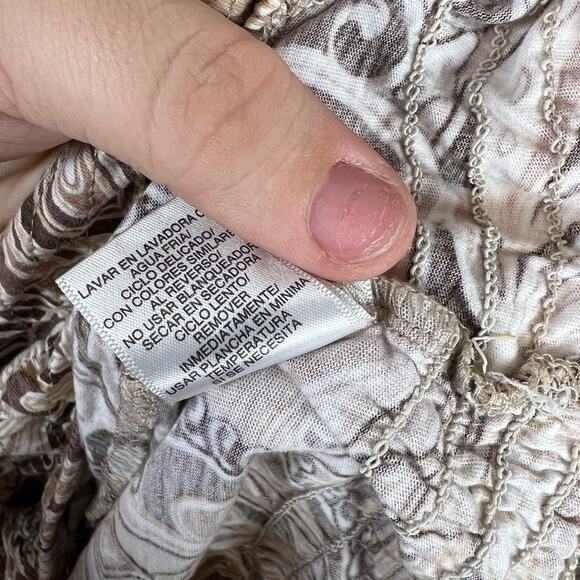 LAVAR EN LAVADORA
AGUA FRIA/
CICLO DELICADO/
CON COLORES SIMILARES
AL REVERSO/
NO USAR BLANQUEADOR
SECAR EN SECADORA
CICLO LENTO/
REMOVER
INMEDIATAMENTE/
USAR PLANCHA EN MINIMA
TEMPERATURA
SI SE NECESITA